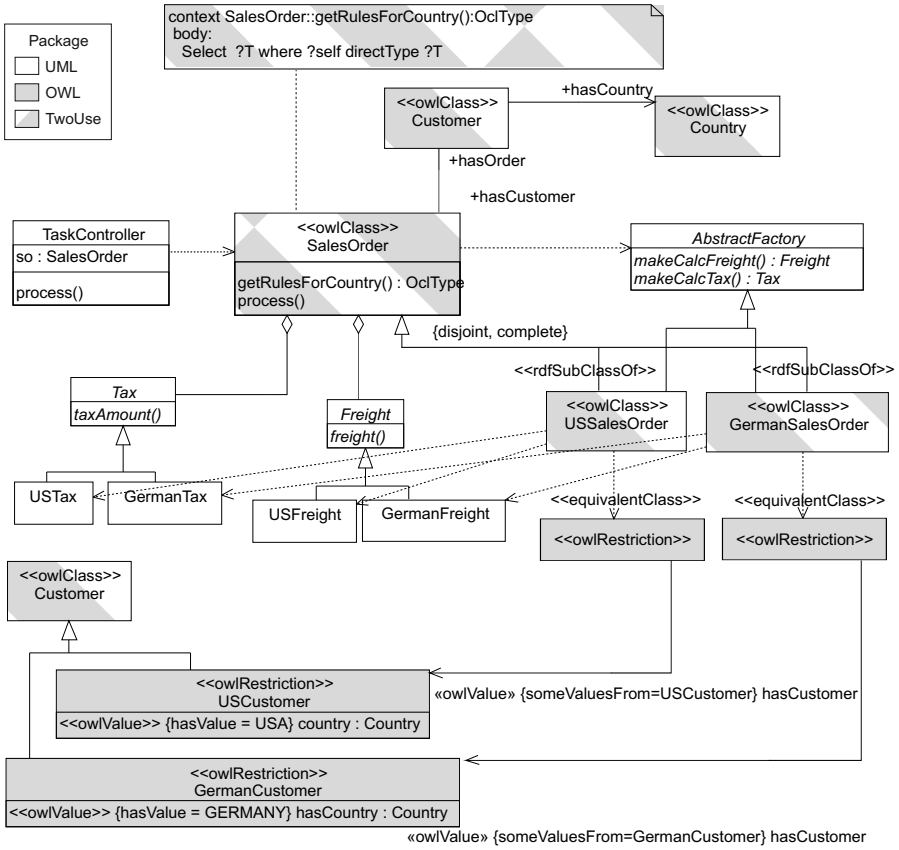 context SalesOrder::getRulesForCountry():OclType
body:
Select ?T where ?self directType ?T
Package
UML
OWL
TwoUse
<<owlClass>>
Customer
+hasCountry
<<owlClass>>
Country
+hasOrder
+hasCustomer
TaskController
so : SalesOrder
process()
<<owlClass>>
SalesOrder
getRulesForCountry() : OclType
process()
AbstractFactory
makeCalcFreight() : Freight
makeCalcTax() : Tax
{disjoint, complete}
<<rdfSubClassOf>>
<<rdfSubClassOf>>
Tax
taxAmount()
Freight
freight()
<<owlClass>>
USSalesOrder
<<owlClass>>
GermanSalesOrder
USTax
GermanTax
USFreight
GermanFreight
<<equivalentClass>>
<<equivalentClass>>
<<owlRestriction>>
<<owlRestriction>>
<<owlClass>>
Customer
<<owlRestriction>>
USCustomer
<<owlValue>> {hasValue = USA} country : Country
«owlValue» {someValuesFrom=USCustomer} hasCustomer
<<owlRestriction>>
GermanCustomer
<<owlValue>> {hasValue = GERMANY} hasCountry : Country
«owlValue» {someValuesFrom=GermanCustomer} hasCustomer